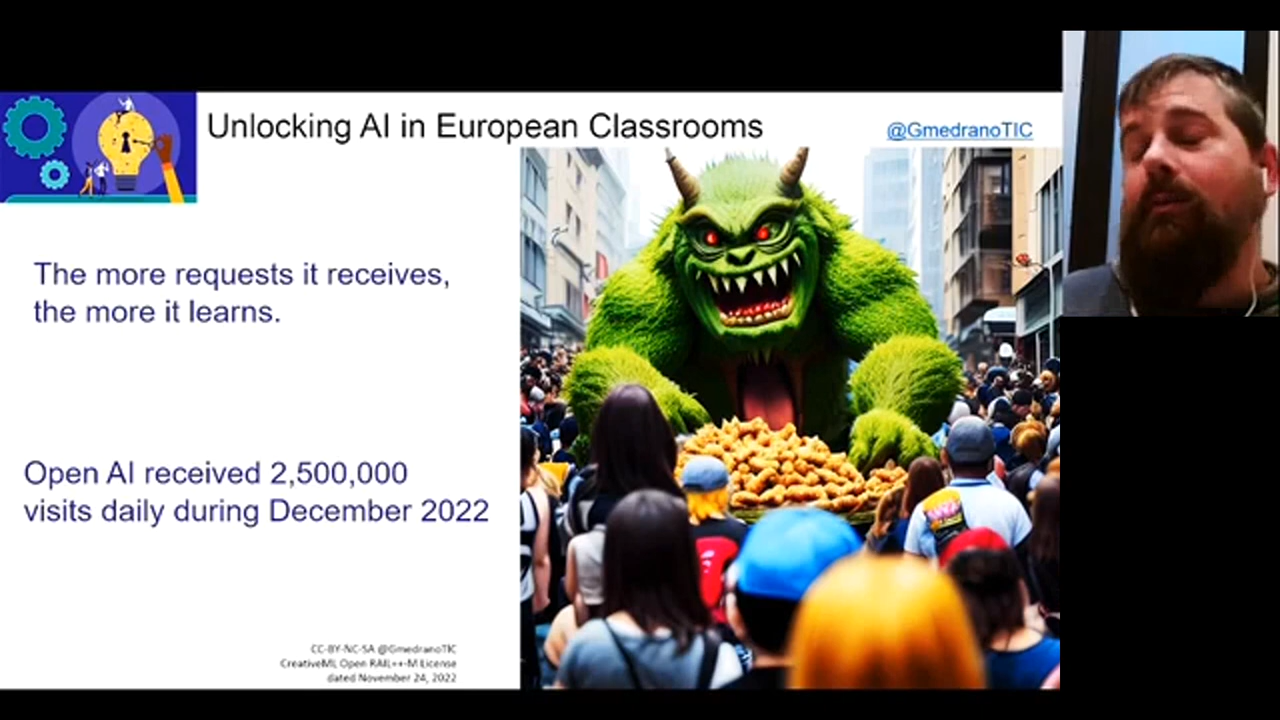 Unlocking AI in European Classrooms
@GmedranoTIC
The more requests it receives,
the more it learns.
Open AI received 2,500,000
visits daily during December 2022
CC-BY-NC-SA @GmedranoTIC
CreativeML Open RAIL++-M License
dated November 24, 2022